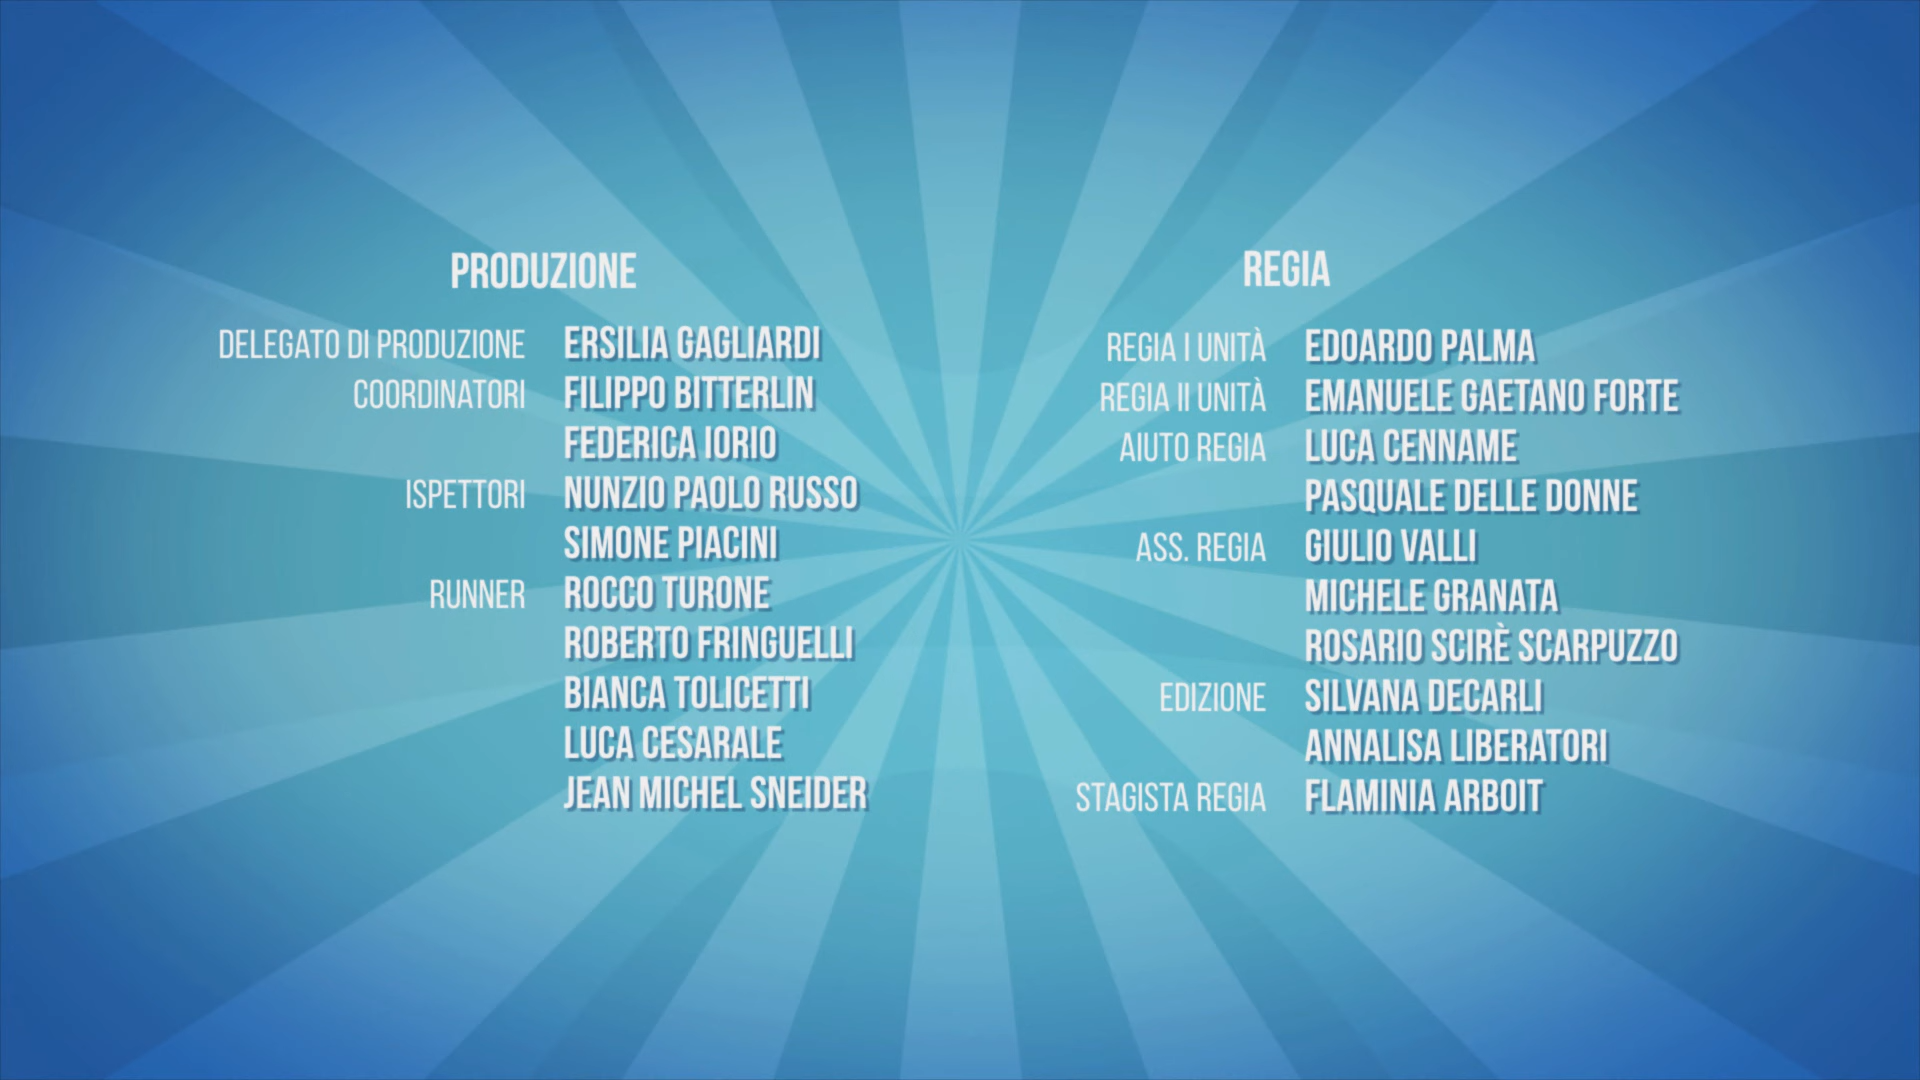 PRODUZIONE
DELEGATO DI PRODUZIONE ERSILIA GAGLIARDI
COORDINATORI FILIPPO BITTERLIN
FEDERICA IORIO
ISPETTORI NUNZIO PAOLO RUSSO
SIMONE PIACINI
RUNNER ROCCO TURONE
ROBERTO FRINGUELLI
BIANCA TOLICETTI
LUCA CESARALE
JEAN MICHEL SNEIDER
REGIA
REGIA I UNITÀ EDOARDO PALMA
REGIA II UNITÀ EMANUELE GAETANO FORTE
AIUTO REGIA LUCA CENNAME
PASQUALE DELLE DONNE
ASS. REGIA GIULIO VALLI
MICHELE GRANATA
ROSARIO SCIRÈ SCARPUZZO
EDIZIONE SILVANA DECARLI
ANNALISA LIBERATORI
STAGISTA REGIA FLAMINIA ARBOIT